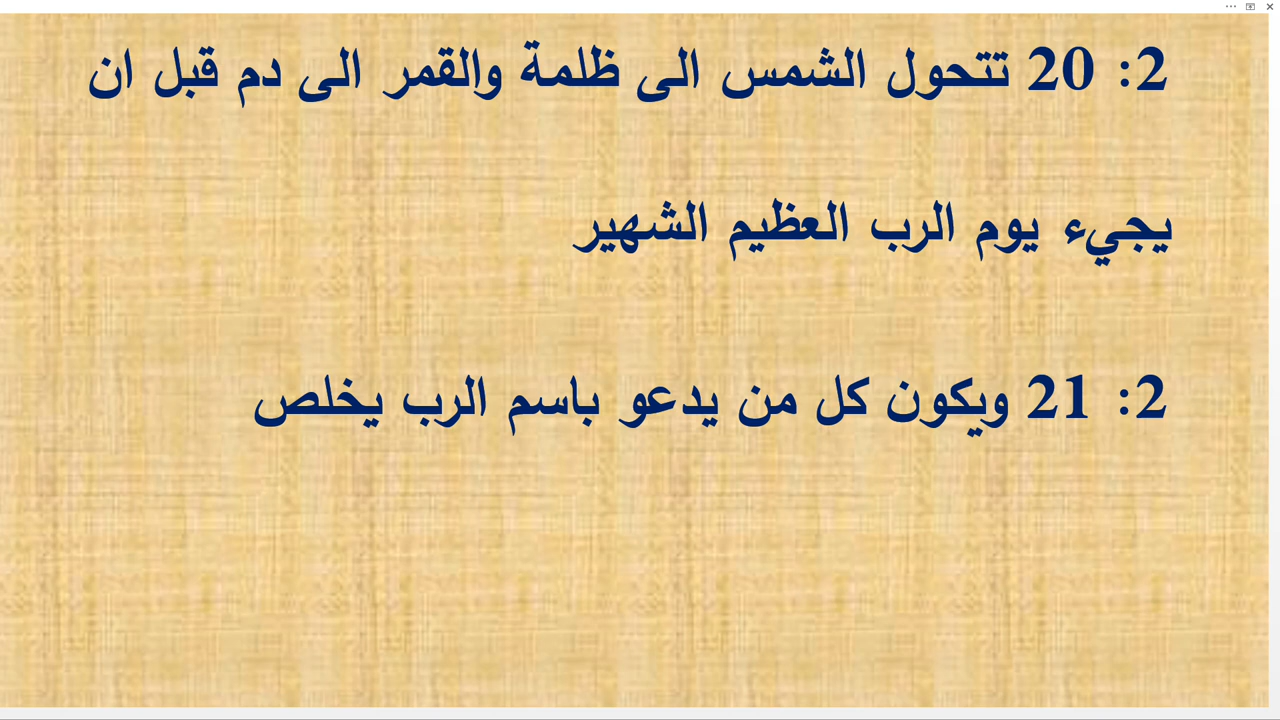 2: 20 تتحول الشمس الى ظلمة والقمر الى دم قبل ان
يجيء يوم الرب العظيم الشهير
2: 21 ويكون كل من يدعو باسم الرب يخلص